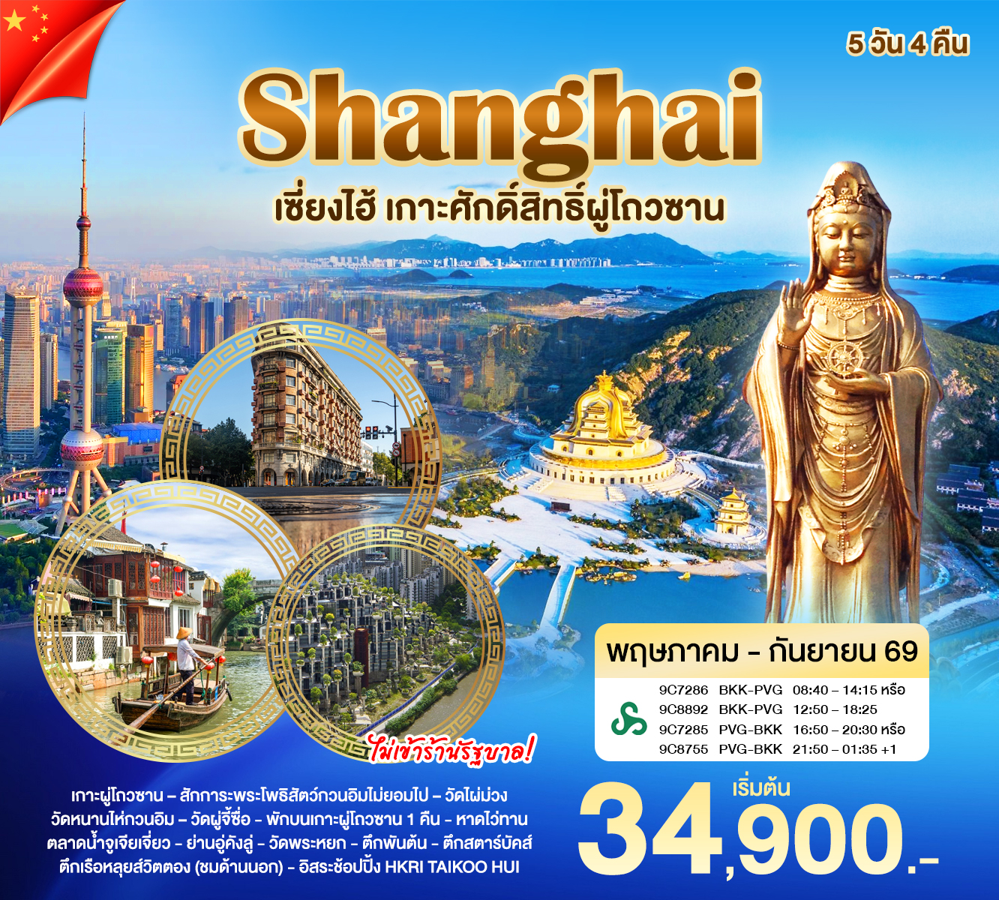 5 วัน 4 คืน
Shanghai
เซี่ยงไฮ้ เกาะศักดิ์สิทธิ์ผู่โถวซาน
พฤษภาคม - กันยายน 69
9C7286 BKK-PVG 08:40 – 14:15 หรือ
9C8892 BKK-PVG 12:50 – 18:25
9C7285 PVG-BKK 16:50 – 20:30 หรือ
9C8755 PVG-BKK 21:50 – 01:35 +1
ไม่เข้าร้านรัฐบาล!
เกาะผู่โถวซาน – สักการะพระโพธิสัตว์กวนอิมไม่ยอมไป – วัดไผ่ม่วง
วัดหนานไห่กวนอิม – วัดผู่จี้ซื่อ - พักบนเกาะผู่โถวซาน 1 คืน - หาดไว่ทาน
ตลาดน้ำจูเจียเจี่ยว - ย่านอู่คังลู่ - วัดพระหยก - ตึกพันต้น - ตึกสตาร์บัคส์
ตึกเรือหลุยส์วิตตอง (ชมด้านนอก) - อิสระช้อปปิ้ง HKRI TAIKOO HUI
เริ่มต้น
34,900.-